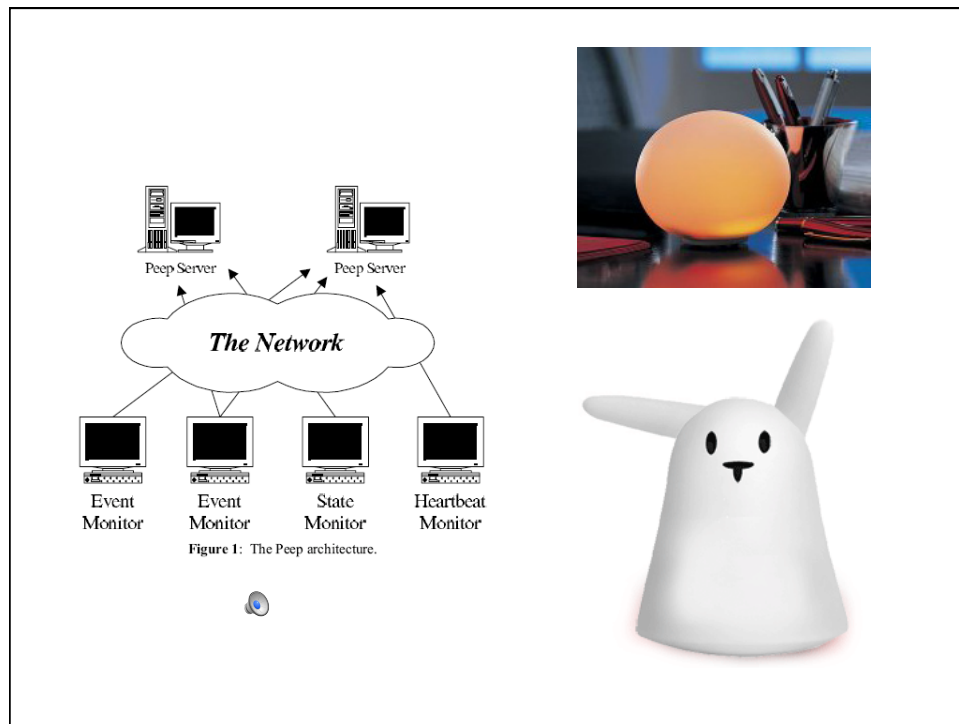 Peep Server Peep Server
The Network
Event Event State Heartbeat
Monitor Monitor Monitor Monitor
Figure 1: The Peep architecture.